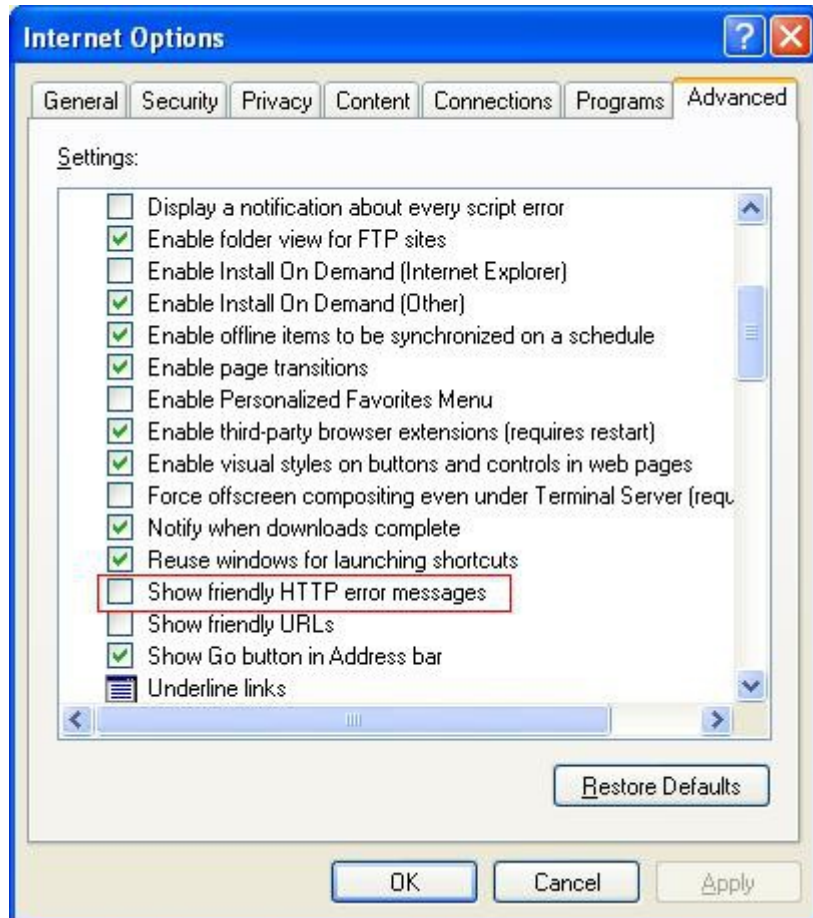 Internet Options
General Security Privacy Content Connections Programs Advanced
Settings:
Display a notification about every script error
Enable folder view for FTP sites
Enable Install On Demand (Internet Explorer)
Enable Install On Demand (Other)
Enable offline items to be synchronized on a schedule
Enable page transitions
Enable Personalized Favorites Menu
Enable third-party browser extensions (requires restart)
Enable visual styles on buttons and controls in web pages
Force offscreen compositing even under Terminal Server (requ
Notify when downloads complete
Reuse windows for launching shortcuts
Show friendly HTTP error messages
Show friendly URLs
Show Go button in Address bar
Underline links
Restore Defaults
OK Cancel Apply